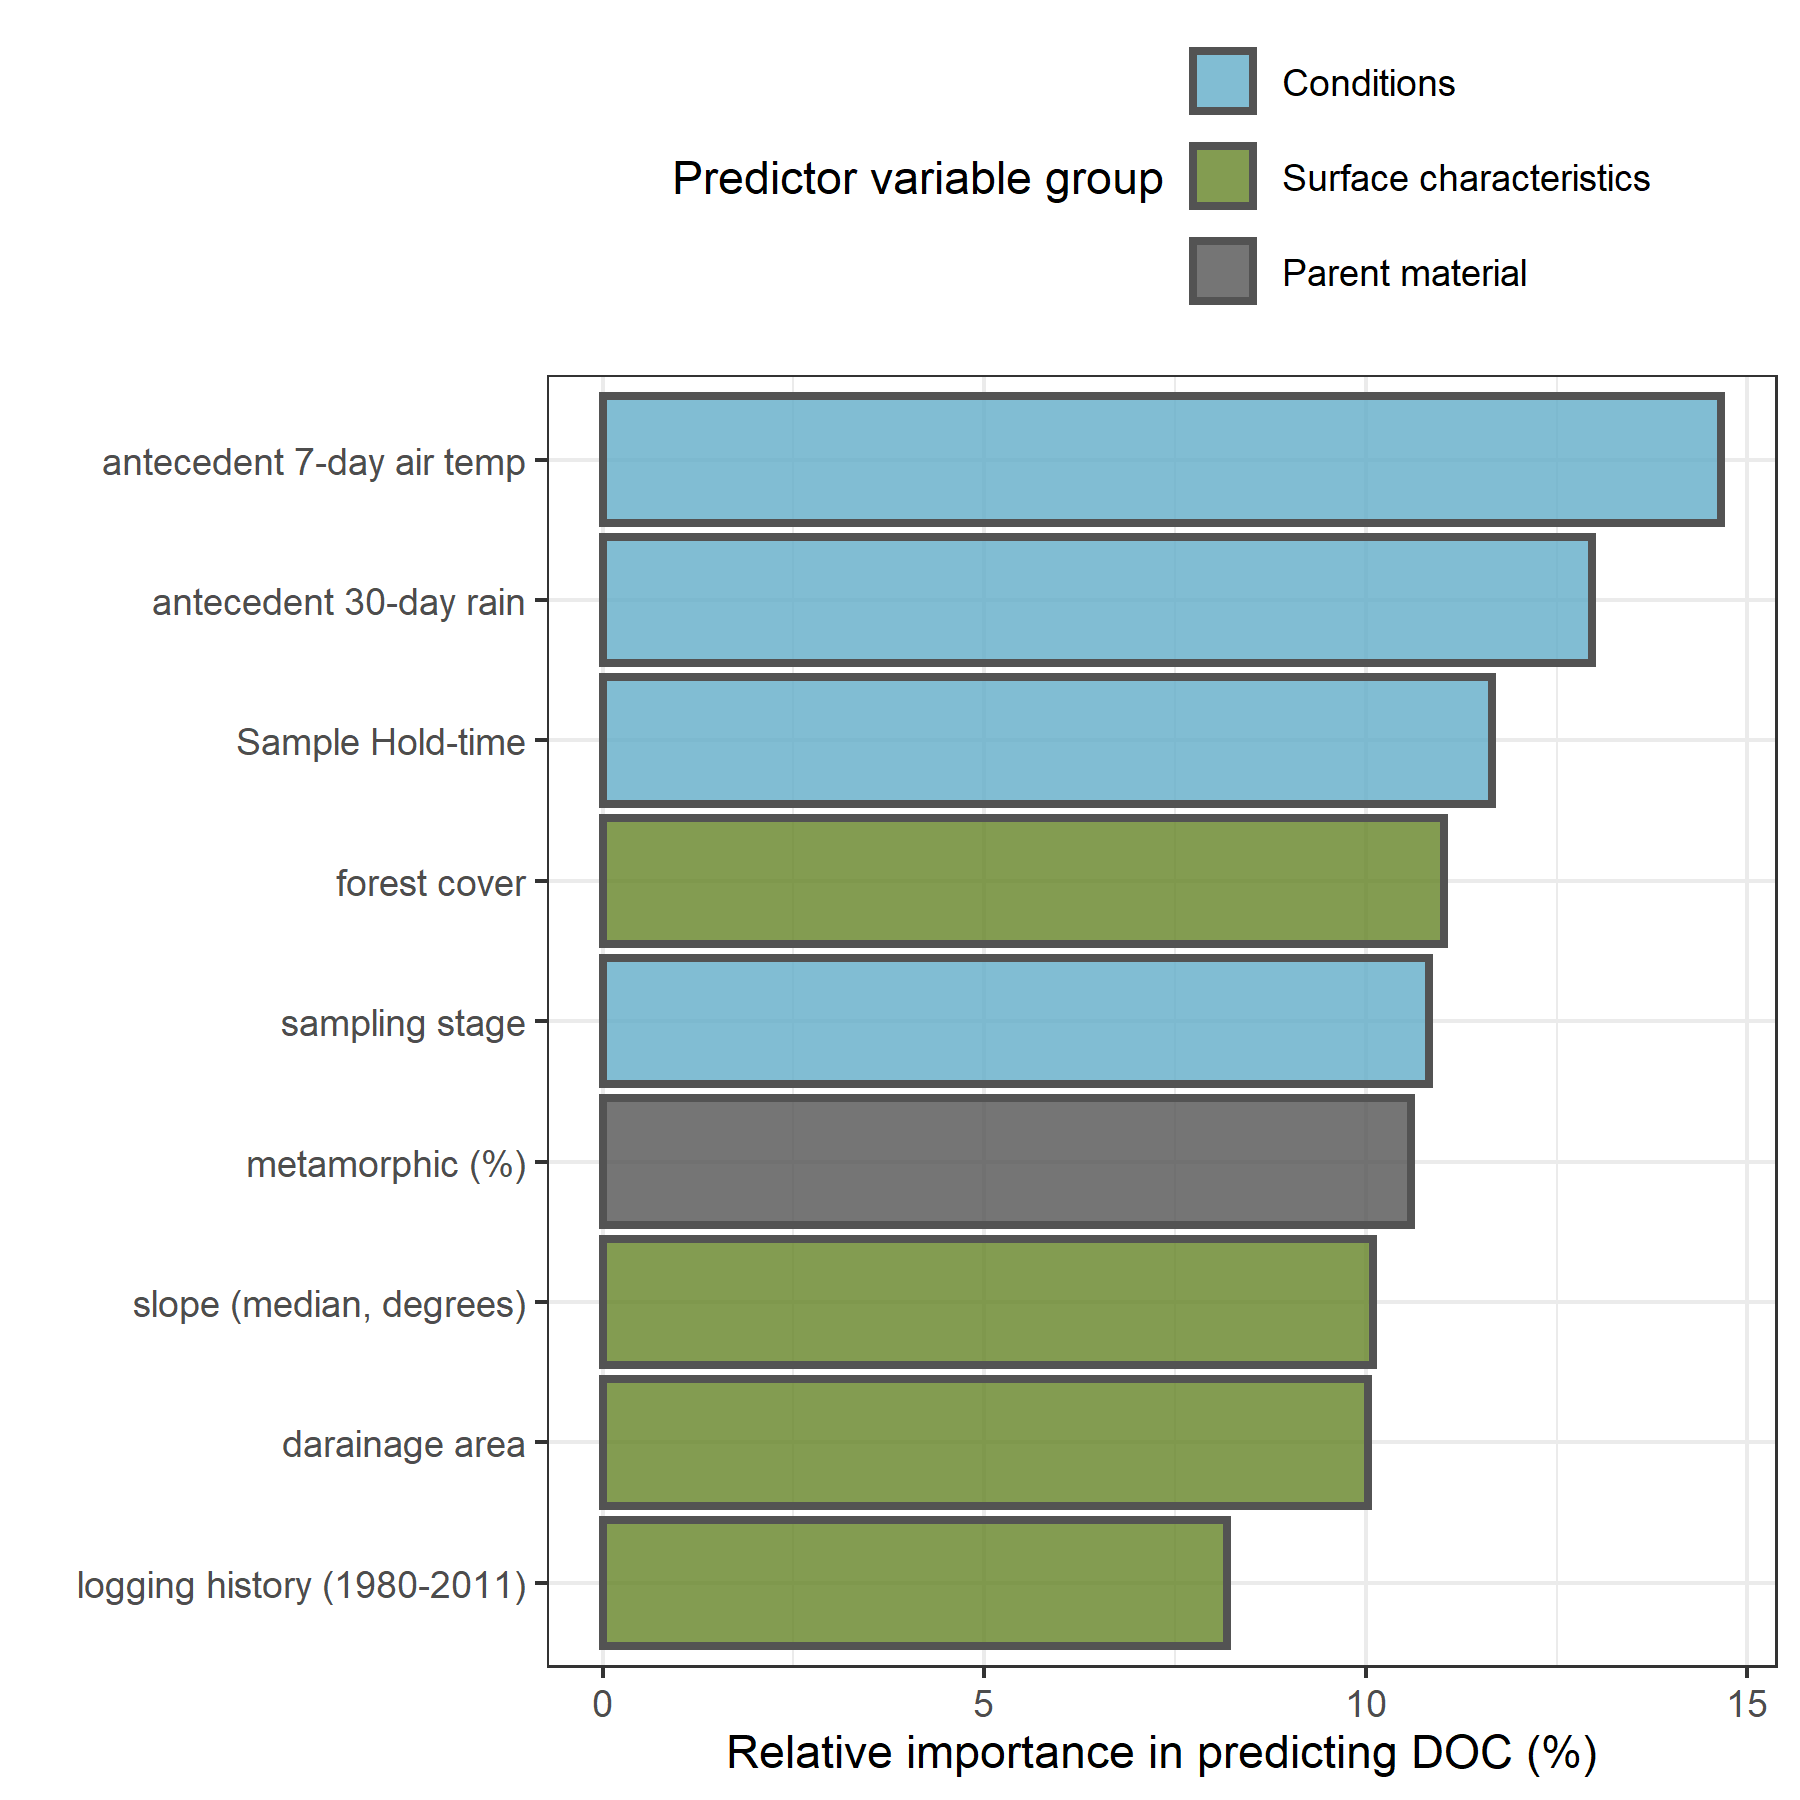 Predictor variable group
Conditions
Surface characteristics
Parent material
antecedent 7-day air temp
antecedent 30-day rain
Sample Hold-time
forest cover
sampling stage
metamorphic (%)
slope (median, degrees)
darainage area
logging history (1980-2011)
0 5 10 15
Relative importance in predicting DOC (%)